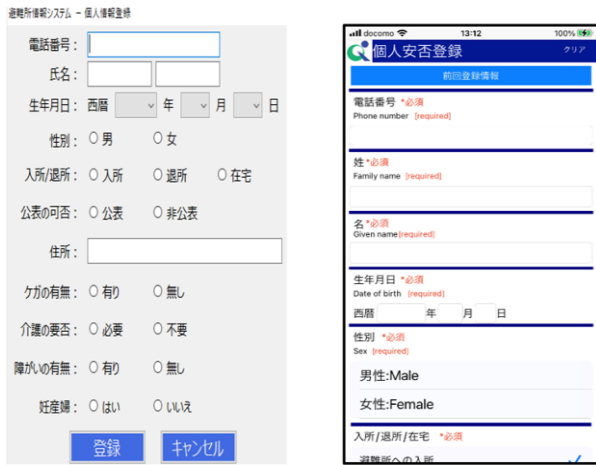 避難所情報システム － 個人情報登録
電話番号：
氏名：
生年月日： 西暦 年 月 日
性別： 男 女
入所/退所： 入所 退所 在宅
公表の可否： 公表 非公表
住所：
ケガの有無： 有り 無し
介護の要否： 必要 不要
障がいの有無： 有り 無し
妊産婦： はい いいえ
登録 キャンセル
docomo 13:12 100%
個人安否登録 クリア
前回登録情報
電話番号 *必須
Phone number [required]
姓 *必須
Family name [required]
名 *必須
Given name [required]
生年月日 *必須
Date of birth [required]
西暦 年 月 日
性別 *必須
Sex [required]
男性:Male
女性:Female
入所/退所/在宅 *必須
避難所への入所